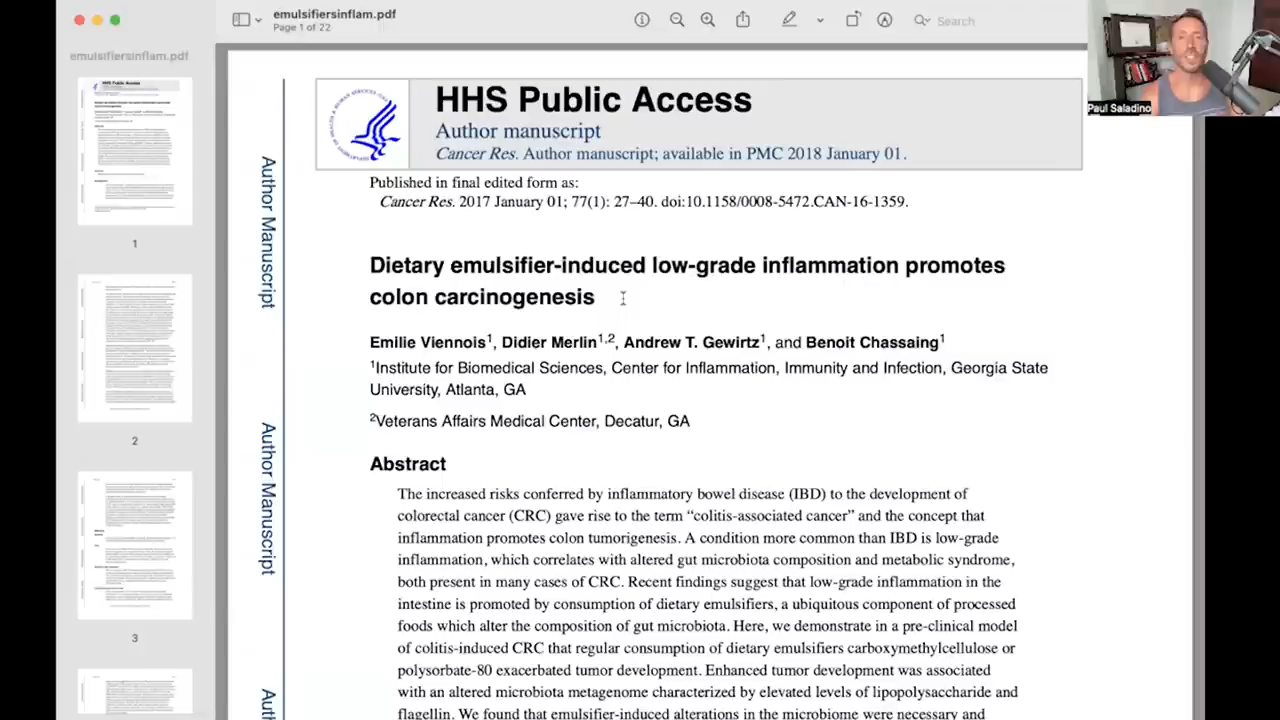 emulsifiersinflam.pdf
Page 1 of 22
Search
emulsifiersinflam.pdf
Paul Saladino
HHS Public Access
Author manuscript
Cancer Res. Author manuscript; available in PMC 2018 January 01.
Published in final edited form as:
Cancer Res. 2017 January 01; 77(1): 27–40. doi:10.1158/0008-5472.CAN-16-1359.
Dietary emulsifier-induced low-grade inflammation promotes
colon carcinogenesis
Emilie Viennois1, Didier Merlin1,2, Andrew T. Gewirtz1, and Benoit Chassaing1
1Institute for Biomedical Sciences, Center for Inflammation, Immunity and Infection, Georgia State
University, Atlanta, GA
2Veterans Affairs Medical Center, Decatur, GA
Abstract
The increased risks conferred by inflammatory bowel disease (IBD) to the development of
colorectal cancer (CRC) gave rise to the term “colitis-associated cancer” and the concept that
inflammation promotes colon tumorigenesis. A condition more common than IBD is low-grade
inflammation, which correlates with altered gut microbiota composition and metabolic syndrome,
both present in many cases of CRC. Recent findings suggest that low-grade inflammation in the
intestine is promoted by consumption of dietary emulsifiers, a ubiquitous component of processed
foods which alter the composition of gut microbiota. Here, we demonstrate in a pre-clinical model
of colitis-induced CRC that regular consumption of dietary emulsifiers carboxymethylcellulose or
polysorbate-80 exacerbated tumor development. Enhanced tumor development was associated
with an altered microbiota metagenome characterized by elevated levels of lipopolysaccharide and
flagellin. We found that emulsifier-induced alterations in the microbiome were necessary and
Author Manuscript
Author Manuscript
Auth
HHS Public Access
1
2
3